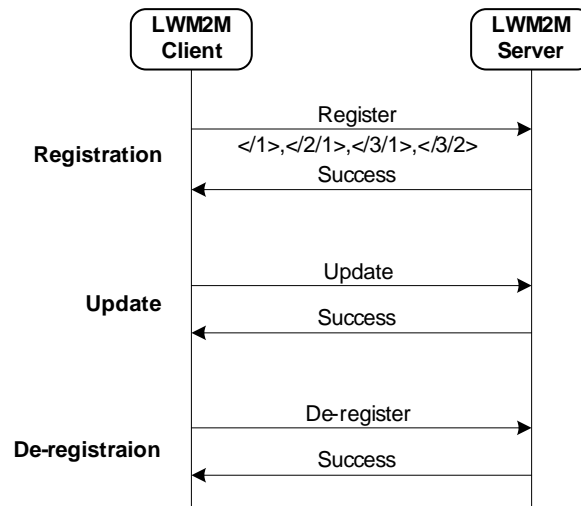 LWM2M
Client
LWM2M
Server
Register
Registration
</1>,</2/1>,</3/1>,</3/2>
Success
Update
Update
Success
De-register
De-registraion
Success